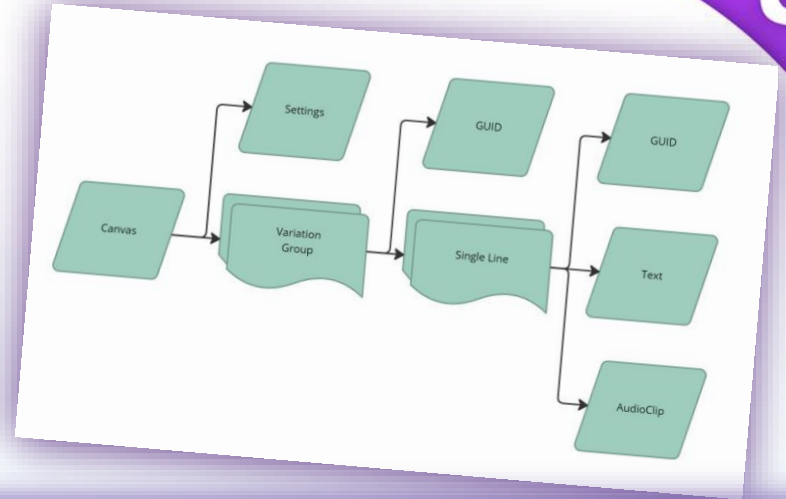 Settings
GUID
GUID
Canvas
Variation
Group
Single Line
Text
AudioClip